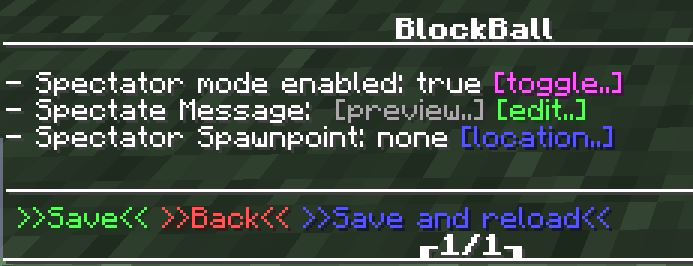 BlockBall
- Spectator mode enabled: true [toggle..]
- Spectate Message: [preview..] [edit..]
- Spectator Spawnpoint: none [location..]
>>Save<< >>Back<< >>Save and reload<<
┌1/1┐